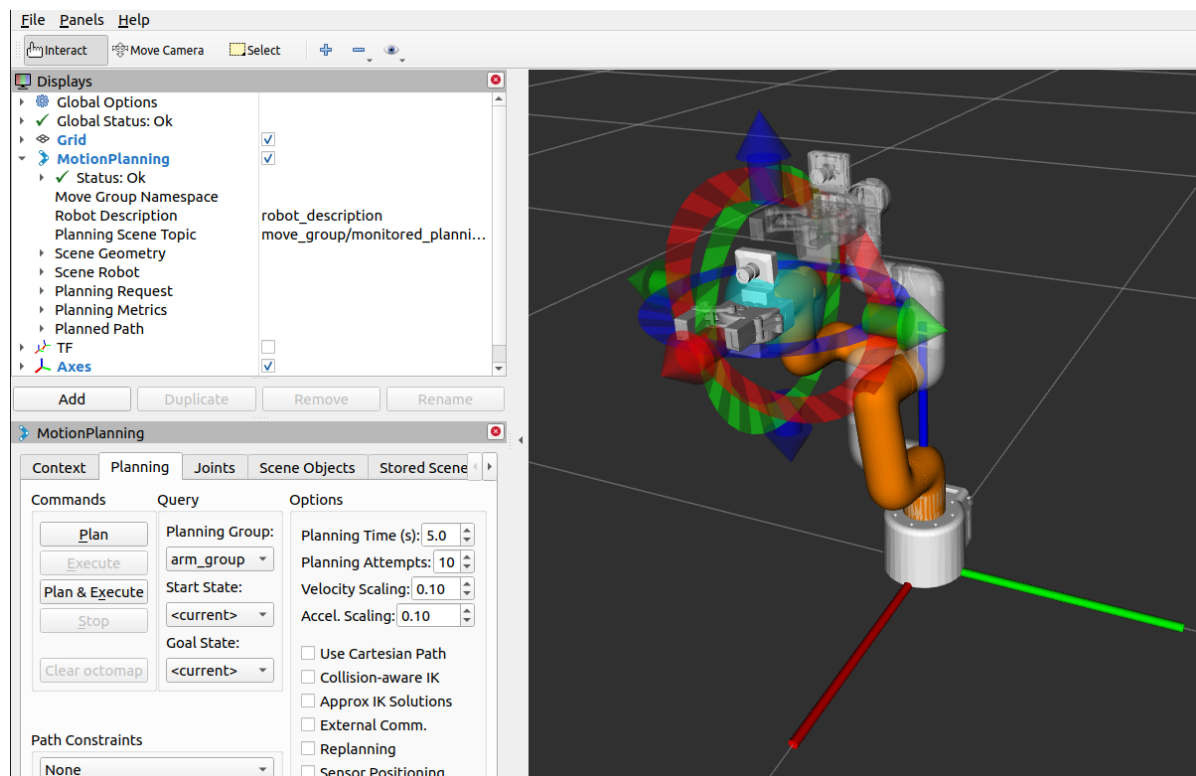 File Panels Help
Interact Move Camera Select
Displays
Global Options
Global Status: Ok
Grid
MotionPlanning
Status: Ok
Move Group Namespace
Robot Description robot_description
Planning Scene Topic move_group/monitored_planni...
Scene Geometry
Scene Robot
Planning Request
Planning Metrics
Planned Path
TF
Axes
Add Duplicate Remove Rename
MotionPlanning
Context Planning Joints Scene Objects Stored Scene
Commands Query Options
Plan Planning Group: Planning Time (s): 5.0
Execute arm_group Planning Attempts: 10
Plan & Execute Start State: Velocity Scaling: 0.10
Stop <current> Accel. Scaling: 0.10
Goal State:
Clear octomap <current> Use Cartesian Path
Collision-aware IK
Approx IK Solutions
External Comm.
Path Constraints Replanning
None Sensor Positioning